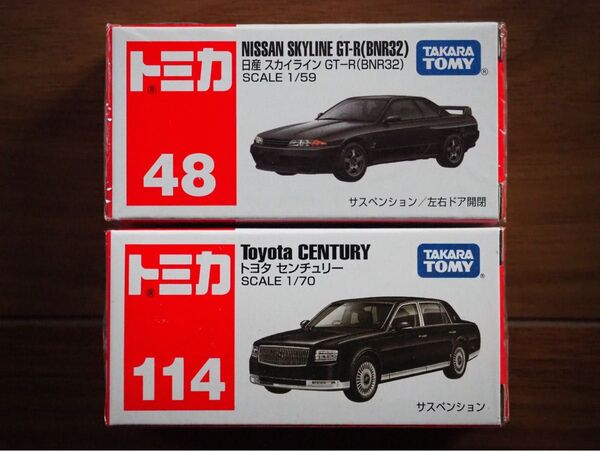 トミカ
®
48
NISSAN SKYLINE GT-R(BNR32)
日産 スカイライン GT-R(BNR32)
SCALE 1/59
TAKARA
TOMY®
サスペンション/左右ドア開閉
トミカ
®
114
Toyota CENTURY
トヨタ センチュリー
SCALE 1/70
TAKARA
TOMY®
サスペンション